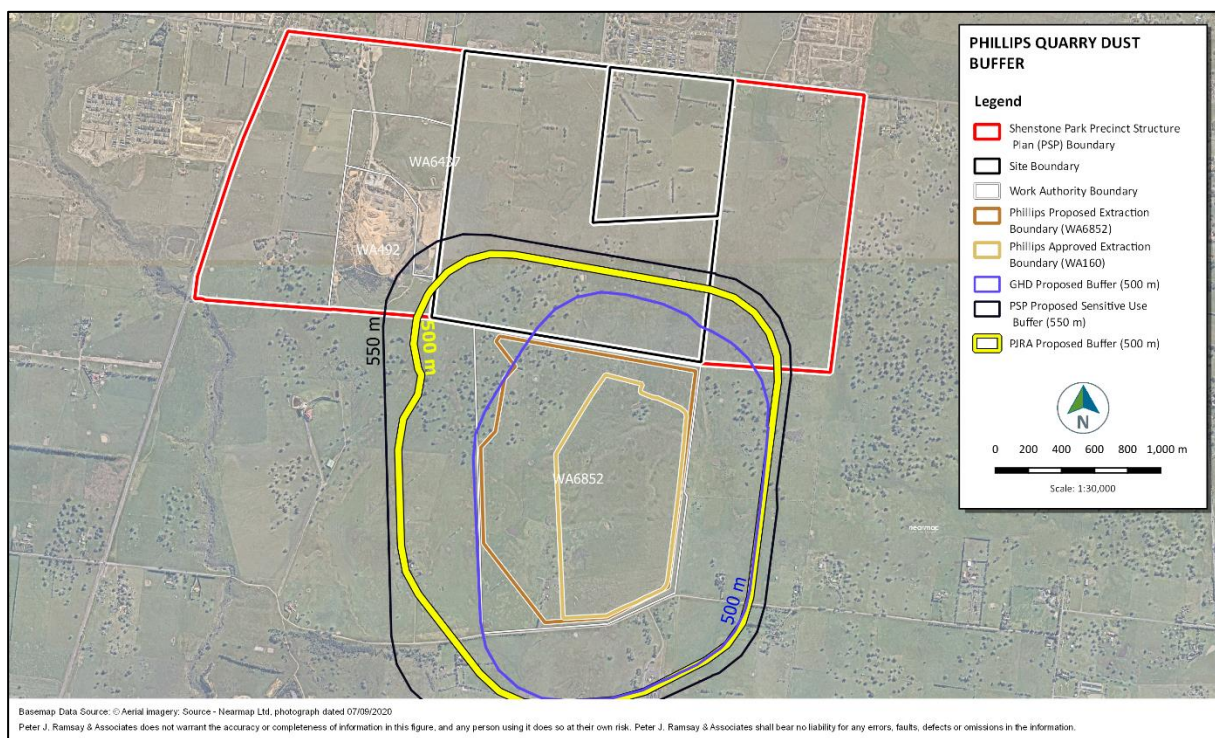 PHILLIPS QUARRY DUST
BUFFER
Legend
Shenstone Park Precinct Structure
Plan (PSP) Boundary
Site Boundary
Work Authority Boundary
Phillips Proposed Extraction
Boundary (WA6852)
Phillips Approved Extraction
Boundary (WA160)
GHD Proposed Buffer (500 m)
PSP Proposed Sensitive Use
Buffer (550 m)
PJRA Proposed Buffer (500 m)
N
0 200 400 600 800 1,000 m
Scale: 1:30,000
WA6437
WA492
550 m
500 m
WA6852
nearmap
500 m
Basemap Data Source: © Aerial imagery: Source - Nearmap Ltd, photograph dated 07/09/2020
Peter J. Ramsay & Associates does not warrant the accuracy or completeness of information in this figure, and any person using it does so at their own risk. Peter J. Ramsay & Associates shall bear no liability for any errors, faults, defects or omissions in the information.